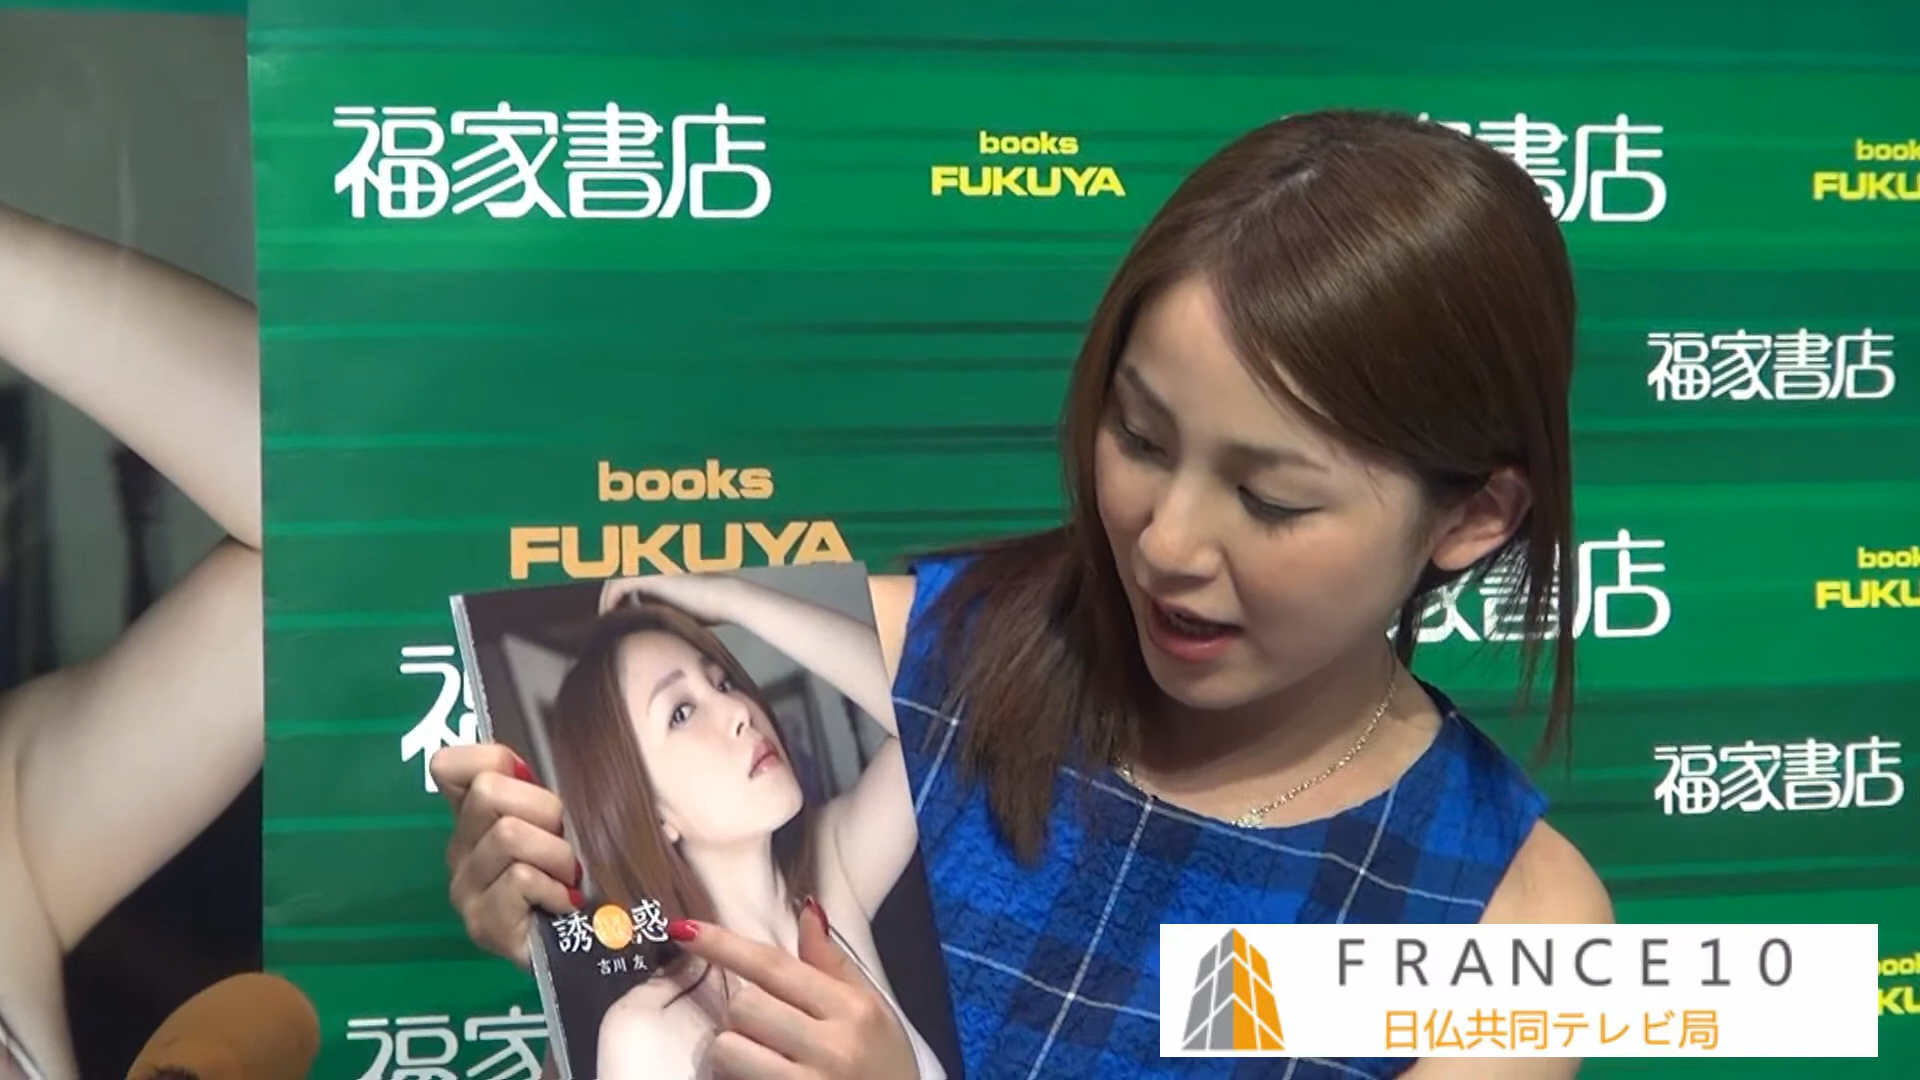 福家書店
books
FUKUYA
書店
book
FUKU
福家書店
books
FUKUYA
家書店
book
FUKU
福
誘惑
吉川 友
福家書店
福家
FRANCE10
日仏共同テレビ局